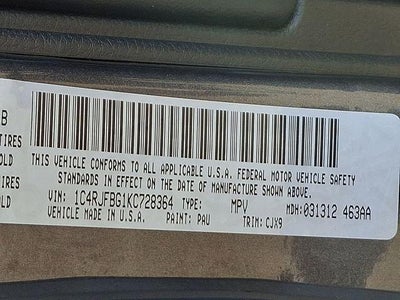 B
TIRES
OLD
TIRES
OLD
THIS VEHICLE CONFORMS TO ALL APPLICABLE U.S.A. FEDERAL MOTOR VEHICLE SAFETY
STANDARDS IN EFFECT ON THE DATE OF MANUFACTURE SHOWN ABOVE.
VIN: 1C4RJFBG1KC728364 TYPE: MPV MDH: 031312 463AA
VEHICLE MADE IN U.S.A. PAINT: PAU TRIM: CJX9